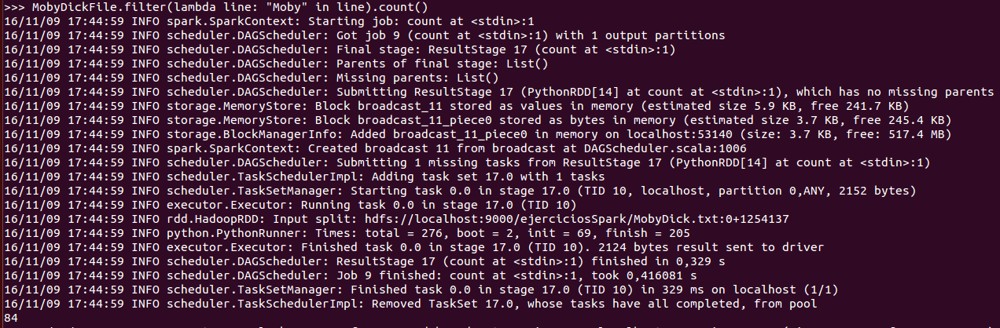 >>> MobyDickFile.filter(lambda line: "Moby" in line).count()
16/11/09 17:44:59 INFO spark.SparkContext: Starting job: count at <stdin>:1
16/11/09 17:44:59 INFO scheduler.DAGScheduler: Got job 9 (count at <stdin>:1) with 1 output partitions
16/11/09 17:44:59 INFO scheduler.DAGScheduler: Final stage: ResultStage 17 (count at <stdin>:1)
16/11/09 17:44:59 INFO scheduler.DAGScheduler: Parents of final stage: List()
16/11/09 17:44:59 INFO scheduler.DAGScheduler: Missing parents: List()
16/11/09 17:44:59 INFO scheduler.DAGScheduler: Submitting ResultStage 17 (PythonRDD[14] at count at <stdin>:1), which has no missing parents
16/11/09 17:44:59 INFO storage.MemoryStore: Block broadcast_11 stored as values in memory (estimated size 5.9 KB, free 241.7 KB)
16/11/09 17:44:59 INFO storage.MemoryStore: Block broadcast_11_piece0 stored as bytes in memory (estimated size 3.7 KB, free 245.4 KB)
16/11/09 17:44:59 INFO storage.BlockManagerInfo: Added broadcast_11_piece0 in memory on localhost:53140 (size: 3.7 KB, free: 517.4 MB)
16/11/09 17:44:59 INFO spark.SparkContext: Created broadcast 11 from broadcast at DAGScheduler.scala:1006
16/11/09 17:44:59 INFO scheduler.DAGScheduler: Submitting 1 missing tasks from ResultStage 17 (PythonRDD[14] at count at <stdin>:1)
16/11/09 17:44:59 INFO scheduler.TaskSchedulerImpl: Adding task set 17.0 with 1 tasks
16/11/09 17:44:59 INFO scheduler.TaskSetManager: Starting task 0.0 in stage 17.0 (TID 10, localhost, partition 0,ANY, 2152 bytes)
16/11/09 17:44:59 INFO executor.Executor: Running task 0.0 in stage 17.0 (TID 10)
16/11/09 17:44:59 INFO rdd.HadoopRDD: Input split: hdfs://localhost:9000/ejerciciosSpark/MobyDick.txt:0+1254137
16/11/09 17:44:59 INFO python.PythonRunner: Times: total = 276, boot = 2, init = 69, finish = 205
16/11/09 17:44:59 INFO executor.Executor: Finished task 0.0 in stage 17.0 (TID 10). 2124 bytes result sent to driver
16/11/09 17:44:59 INFO scheduler.DAGScheduler: ResultStage 17 (count at <stdin>:1) finished in 0,329 s
16/11/09 17:44:59 INFO scheduler.DAGScheduler: Job 9 finished: count at <stdin>:1, took 0,416081 s
16/11/09 17:44:59 INFO scheduler.TaskSetManager: Finished task 0.0 in stage 17.0 (TID 10) in 329 ms on localhost (1/1)
16/11/09 17:44:59 INFO scheduler.TaskSchedulerImpl: Removed TaskSet 17.0, whose tasks have all completed, from pool
84